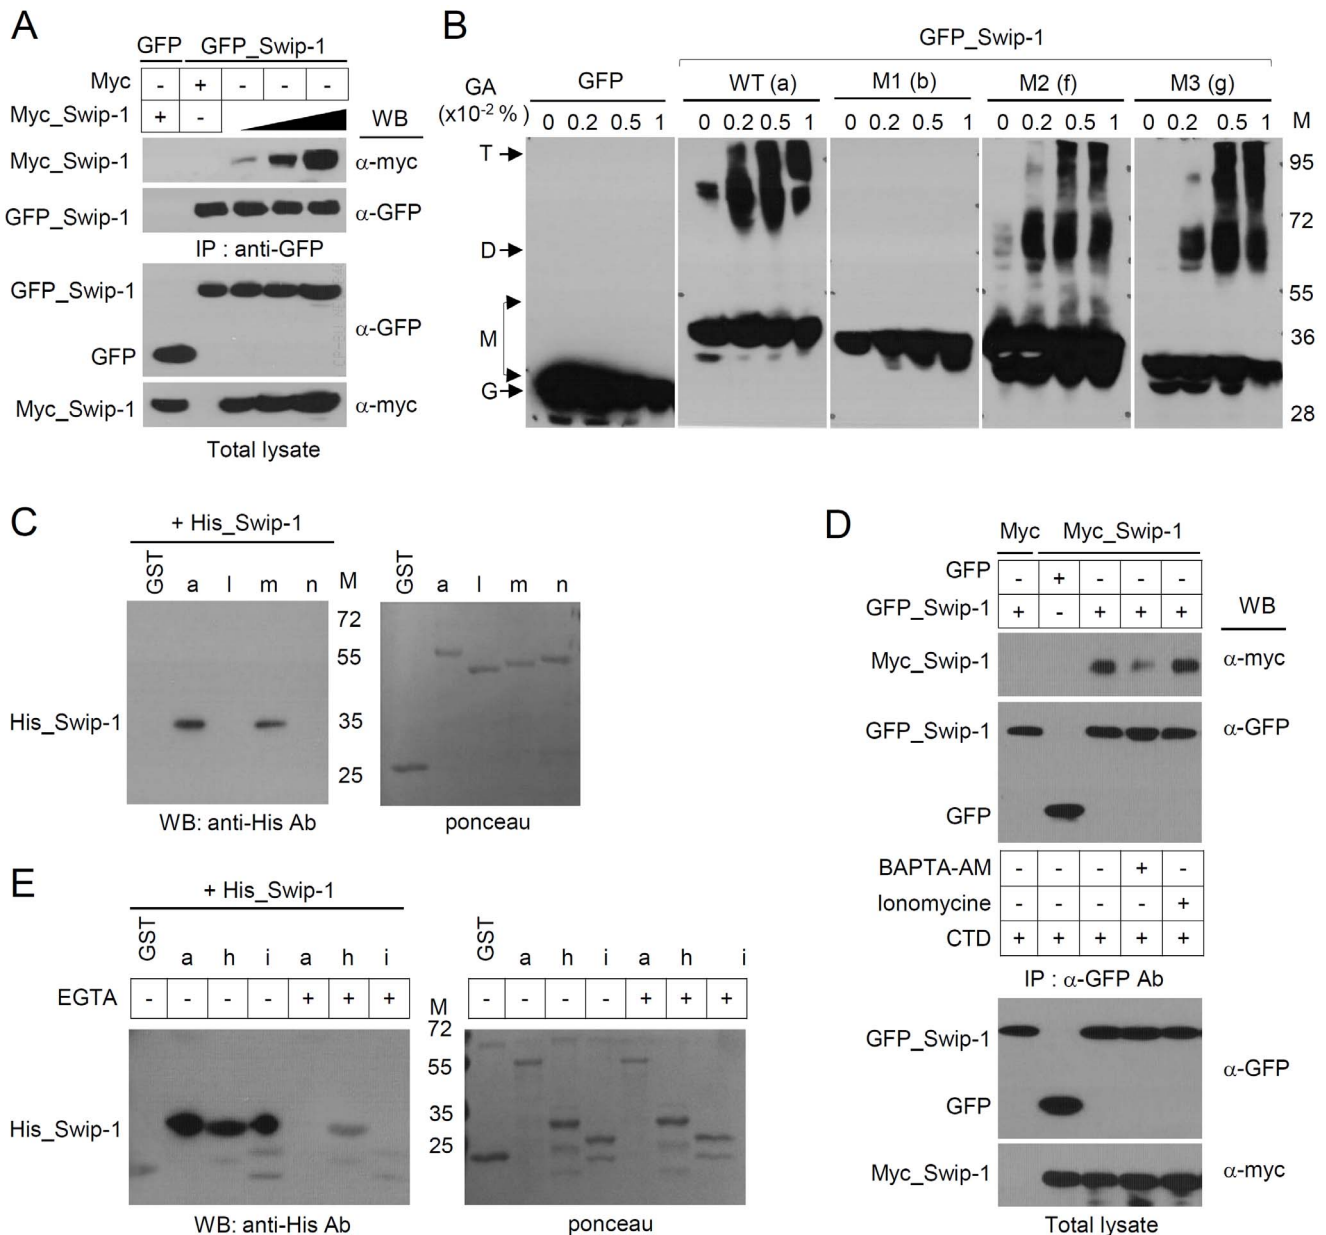 A
GFP GFP_Swip-1
Myc - + - - -
Myc_Swip-1 + - WB
Myc_Swip-1 α-myc
GFP_Swip-1 α-GFP
IP : anti-GFP
GFP_Swip-1
α-GFP
GFP
Myc_Swip-1 α-myc
Total lysate
B
GFP_Swip-1
GA
(x10-2 %)
GFP WT (a) M1 (b) M2 (f) M3 (g)
0 0.2 0.5 1 0 0.2 0.5 1 0 0.2 0.5 1 0 0.2 0.5 1 0 0.2 0.5 1 M
T 95
72
D
55
M 36
G
28
C
+ His_Swip-1
GST a l m n M GST a l m n
72
55
His_Swip-1 35
25
WB: anti-His Ab ponceau
D
Myc Myc_Swip-1
GFP - + - - -
GFP_Swip-1 + - + + + WB
Myc_Swip-1 α-myc
GFP_Swip-1 α-GFP
GFP
BAPTA-AM - - - + -
Ionomycine - - - - +
CTD + + + + +
IP : α-GFP Ab
GFP_Swip-1
α-GFP
GFP
Myc_Swip-1 α-myc
Total lysate
E
+ His_Swip-1
GST a h i a h i GST a h i a h i
EGTA - - - - + + + M - - - - + + +
72
55
His_Swip-1 35
25
WB: anti-His Ab ponceau